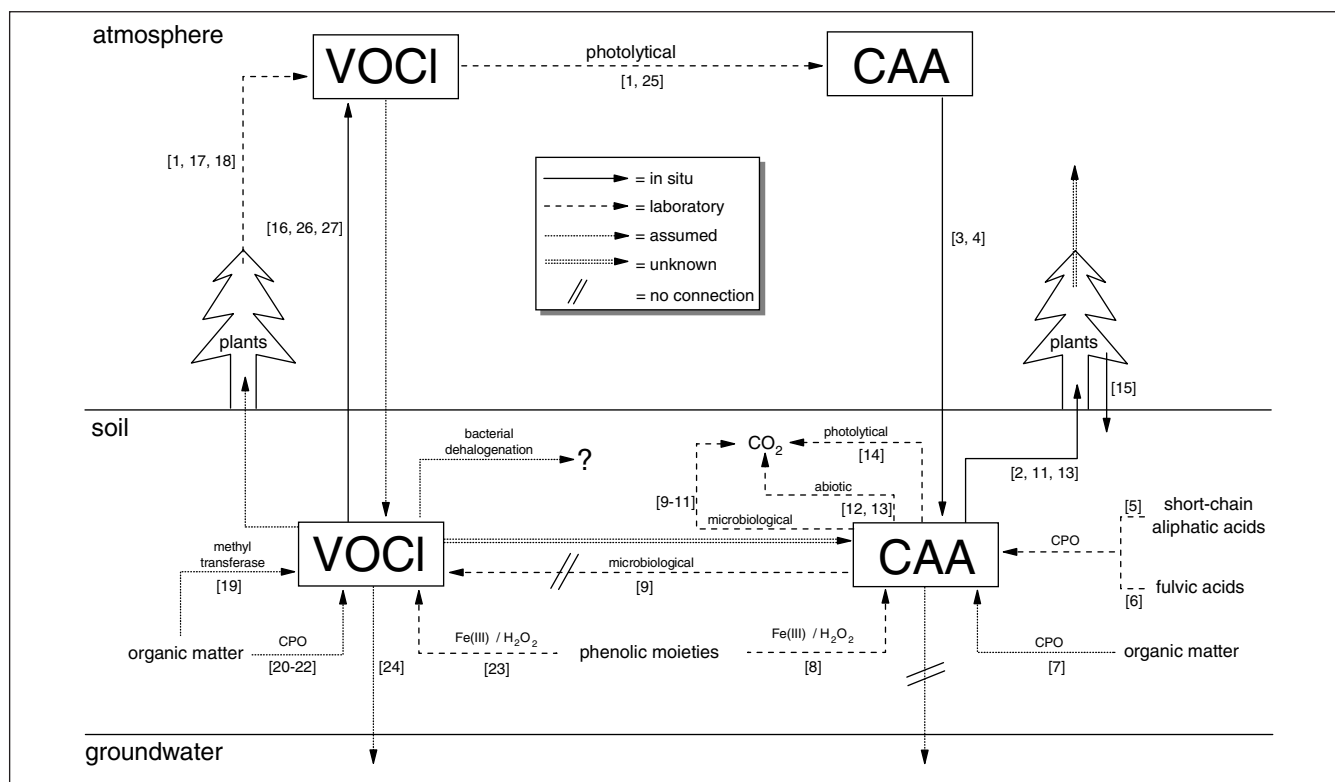 atmosphere
VOCl
photolytical
[1, 25]
CAA
[1, 17, 18]
[16, 26, 27]
= in situ
= laboratory
= assumed
= unknown
= no connection
[3, 4]
plants
plants
[15]
soil
bacterial
dehalogenation
?
CO2
photolytical
[14]
abiotic
[12, 13]
[9-11]
microbiological
[2, 11, 13]
[5]
short-chain
aliphatic acids
CPO
fulvic acids
[6]
methyl
transferase
[19]
VOCl
microbiological
[9]
CAA
organic matter
CPO
[20-22]
[24]
Fe(III) / H2O2
[23]
phenolic moieties
Fe(III) / H2O2
[8]
CPO
[7]
organic matter
groundwater